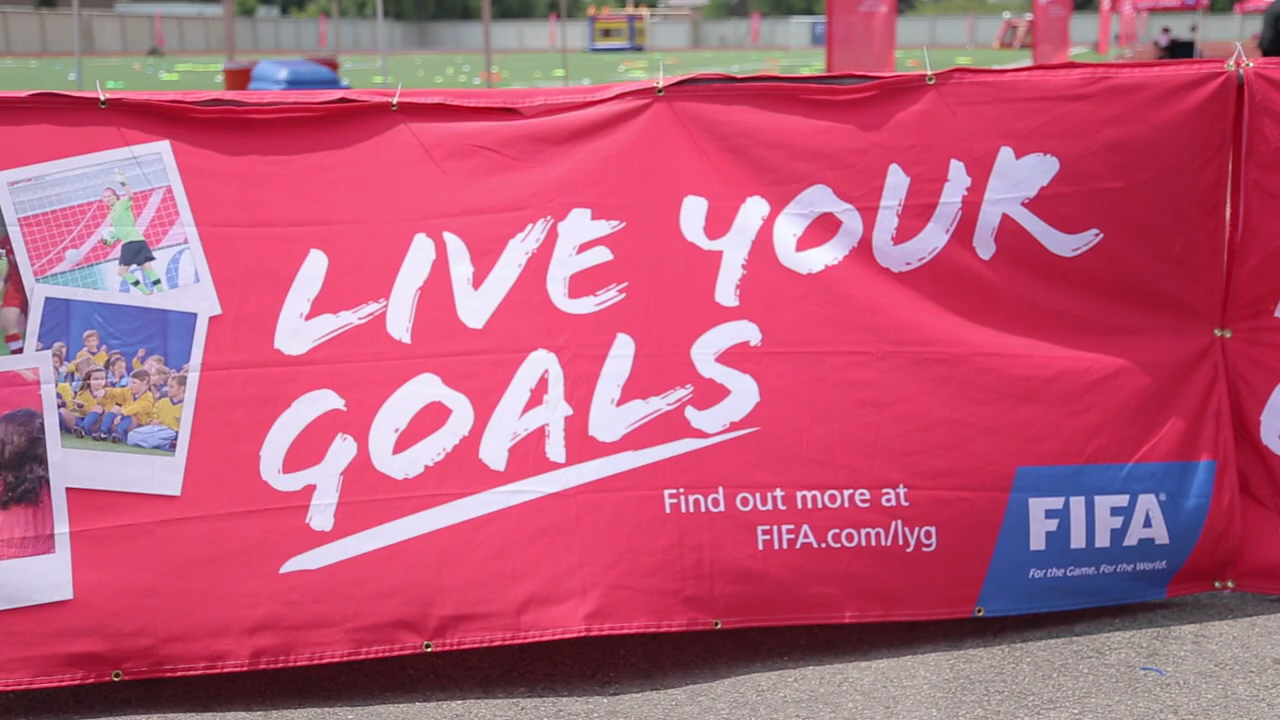 LIVE YOUR
GOALS
Find out more at
FIFA.com/lyg
FIFA®
For the Game. For the World.